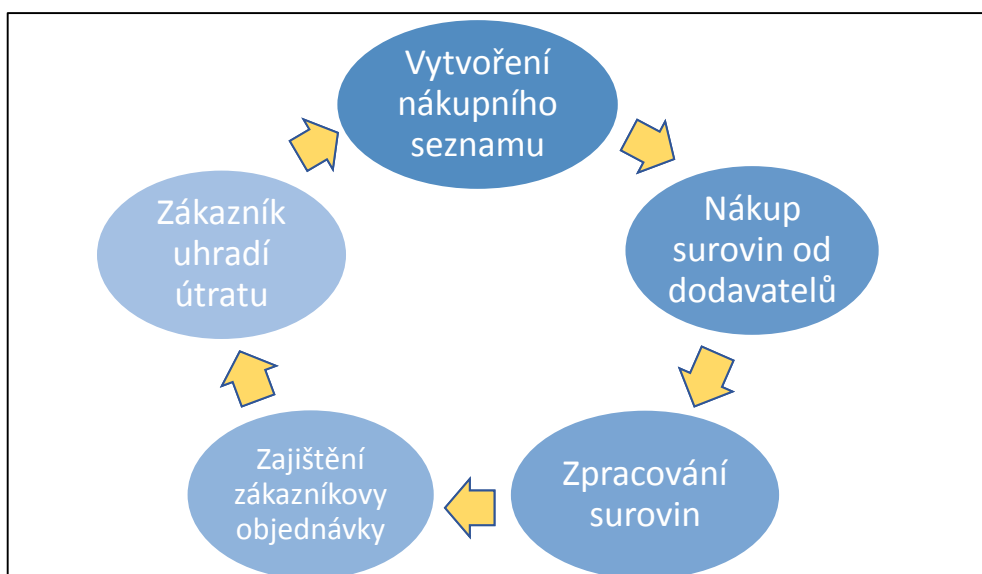 Vytvoření
nákupního
seznamu
Nákup
surovin od
dodavatelů
Zpracování
surovin
Zajištění
zákazníkovy
objednávky
Zákazník
uhradí
útratu